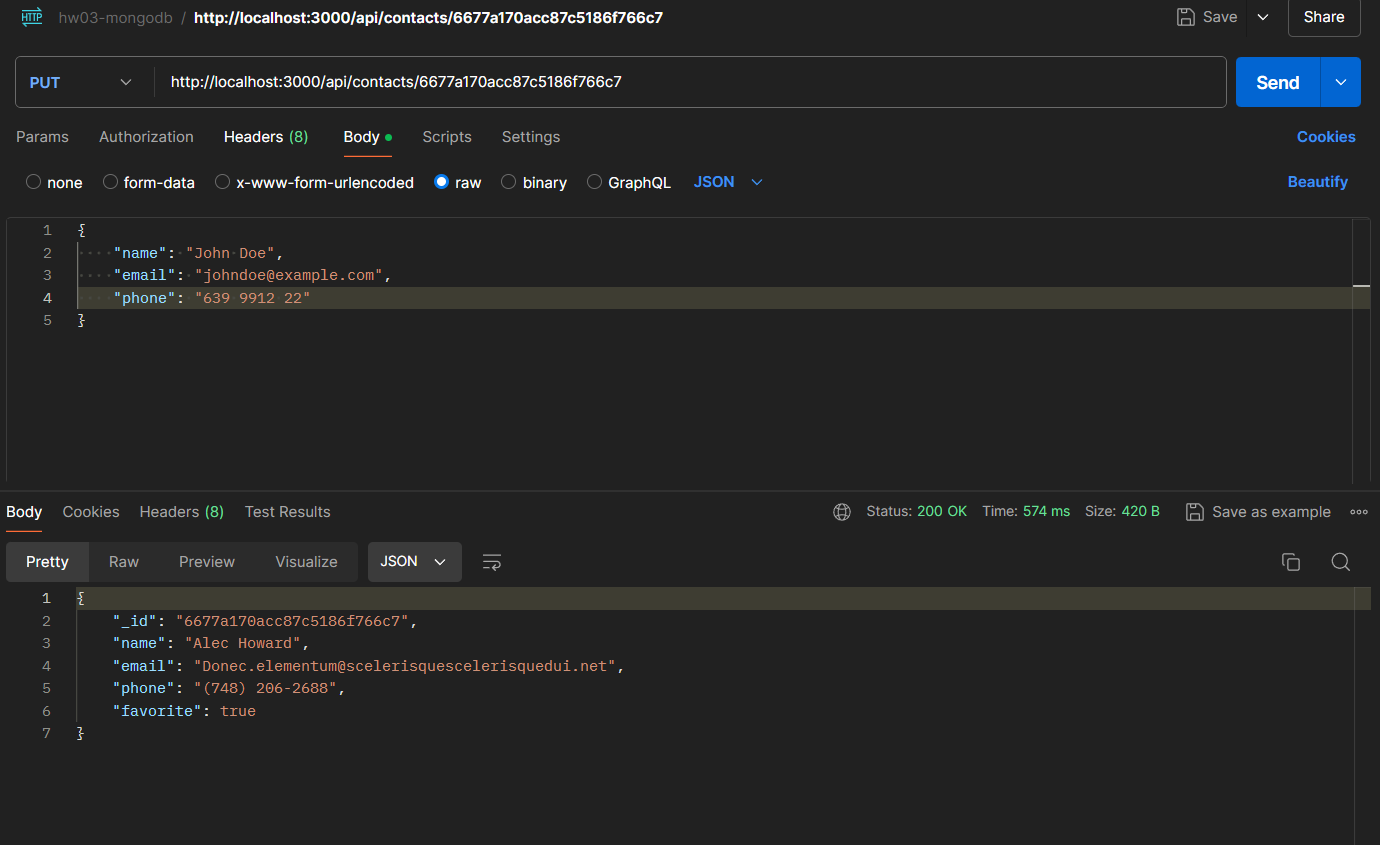 HTTP hw03-mongodb / http://localhost:3000/api/contacts/6677a170acc87c5186f766c7 Save Share
PUT http://localhost:3000/api/contacts/6677a170acc87c5186f766c7 Send
Params Authorization Headers (8) Body Scripts Settings Cookies
none form-data x-www-form-urlencoded raw binary GraphQL JSON Beautify
1 {
2 "name": "John Doe",
3 "email": "johndoe@example.com",
4 "phone": "639 9912 22"
5 }
Body Cookies Headers (8) Test Results Status: 200 OK Time: 574 ms Size: 420 B Save as example
Pretty Raw Preview Visualize JSON
1 {
2 "_id": "6677a170acc87c5186f766c7",
3 "name": "Alec Howard",
4 "email": "Donec.elementum@scelerisquescelerisquedui.net",
5 "phone": "(748) 206-2688",
6 "favorite": true
7 }